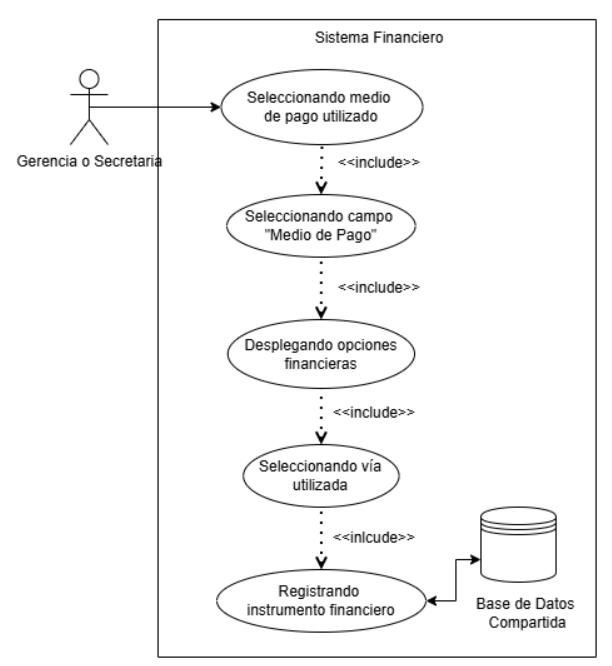 Sistema Financiero
Seleccionando medio
de pago utilizado
Gerencia o Secretaria
<<include>>
Seleccionando campo
"Medio de Pago"
<<include>>
Desplegando opciones
financieras
<<include>>
Seleccionando vía
utilizada
<<inlcude>>
Registrando
instrumento financiero
Base de Datos
Compartida